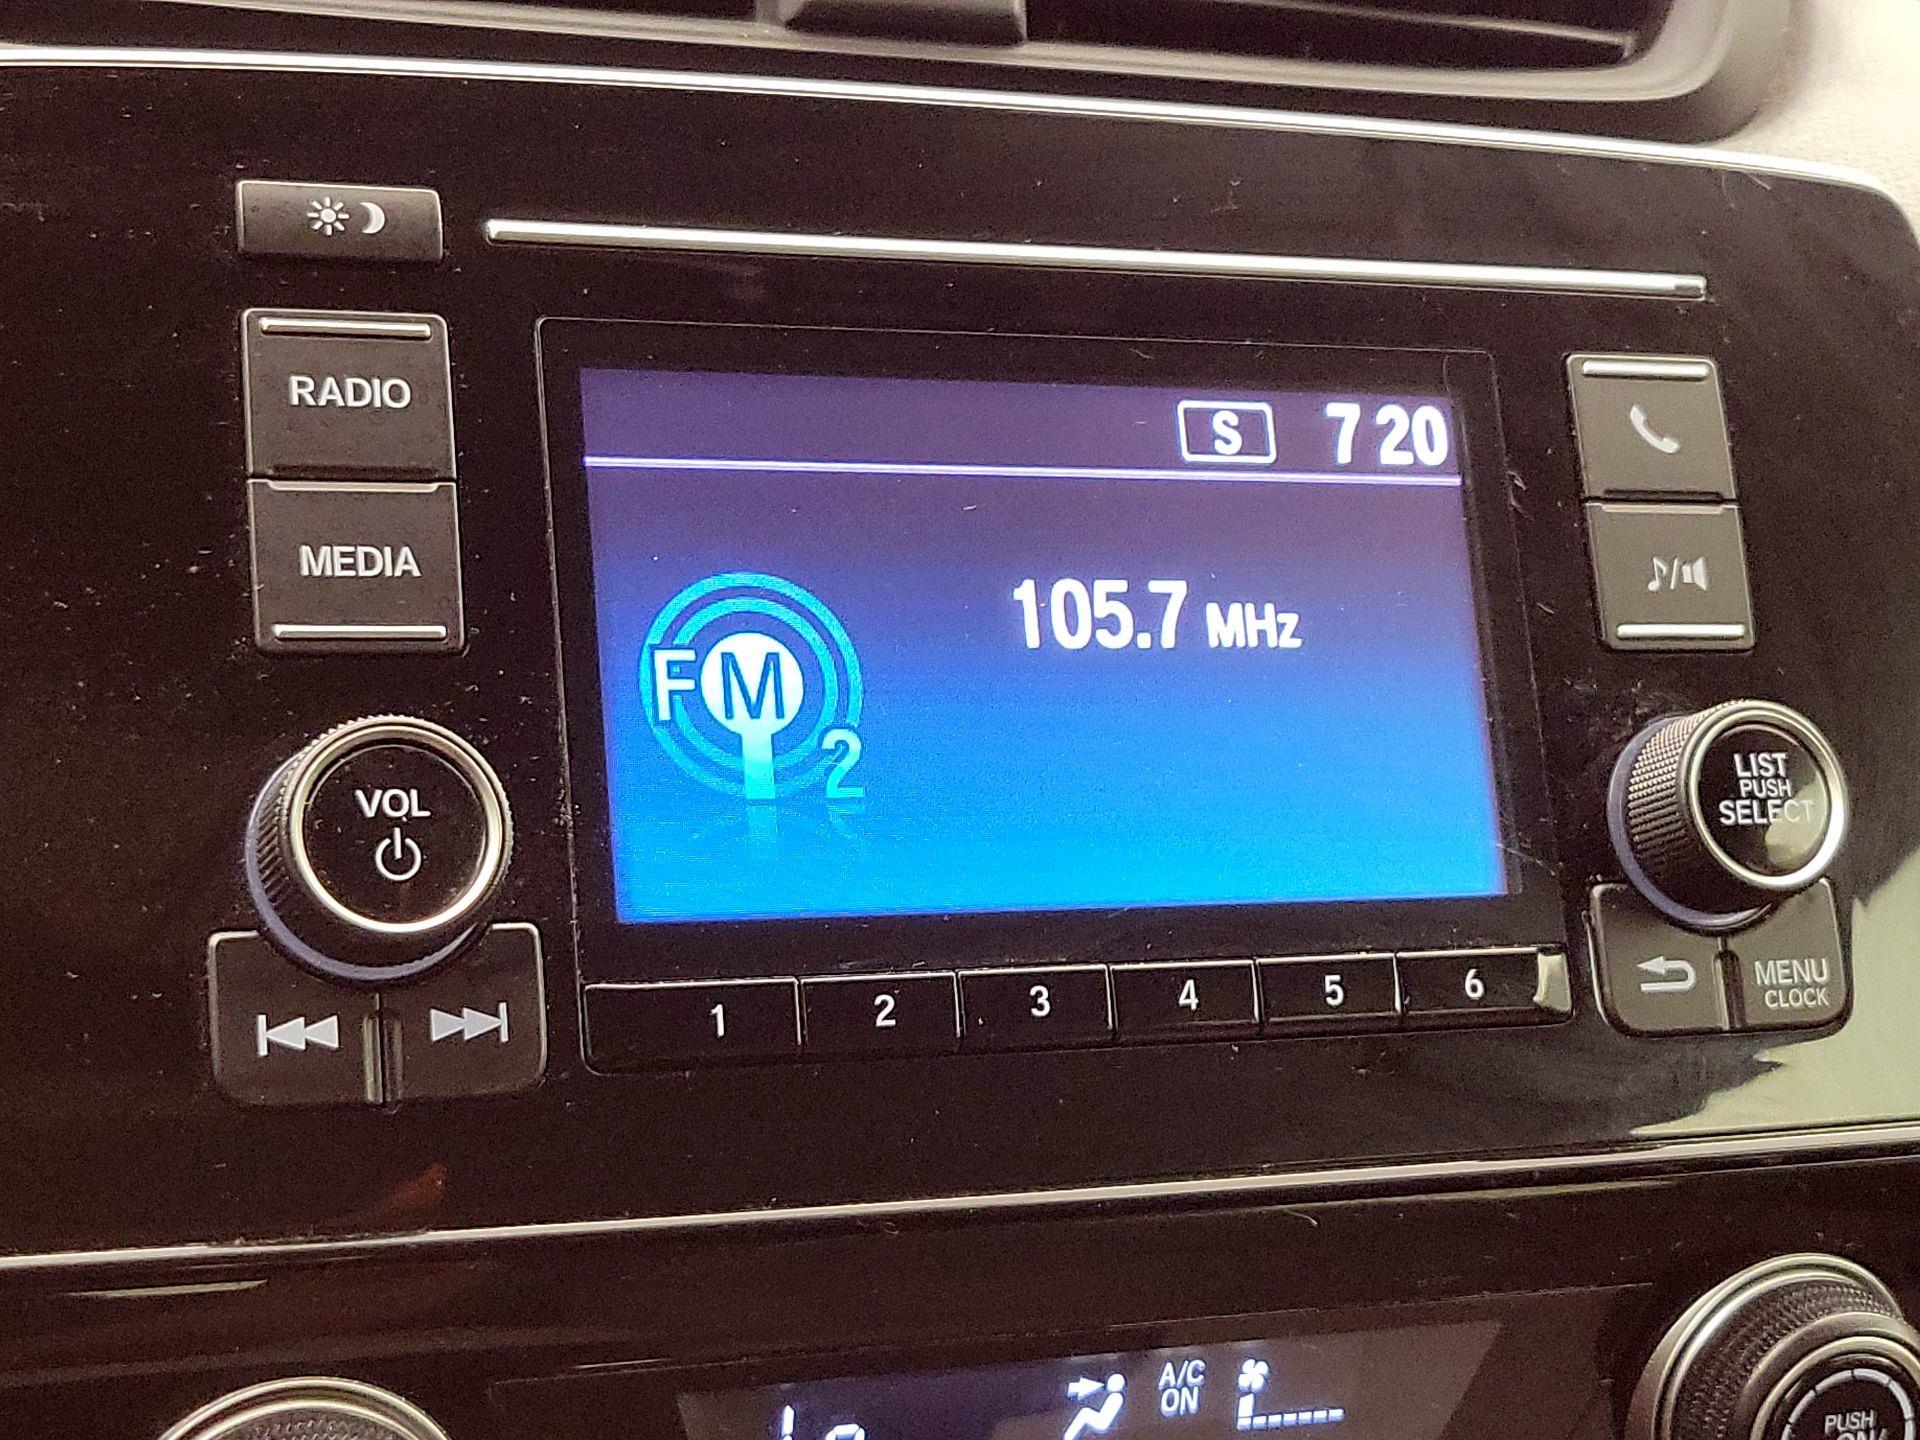 RADIO
MEDIA
S 7 20
105.7 MHz
FM
2
VOL
LIST
PUSH
SELECT
1 2 3 4 5 6
MENU
CLOCK
A/C
ON
PUSH